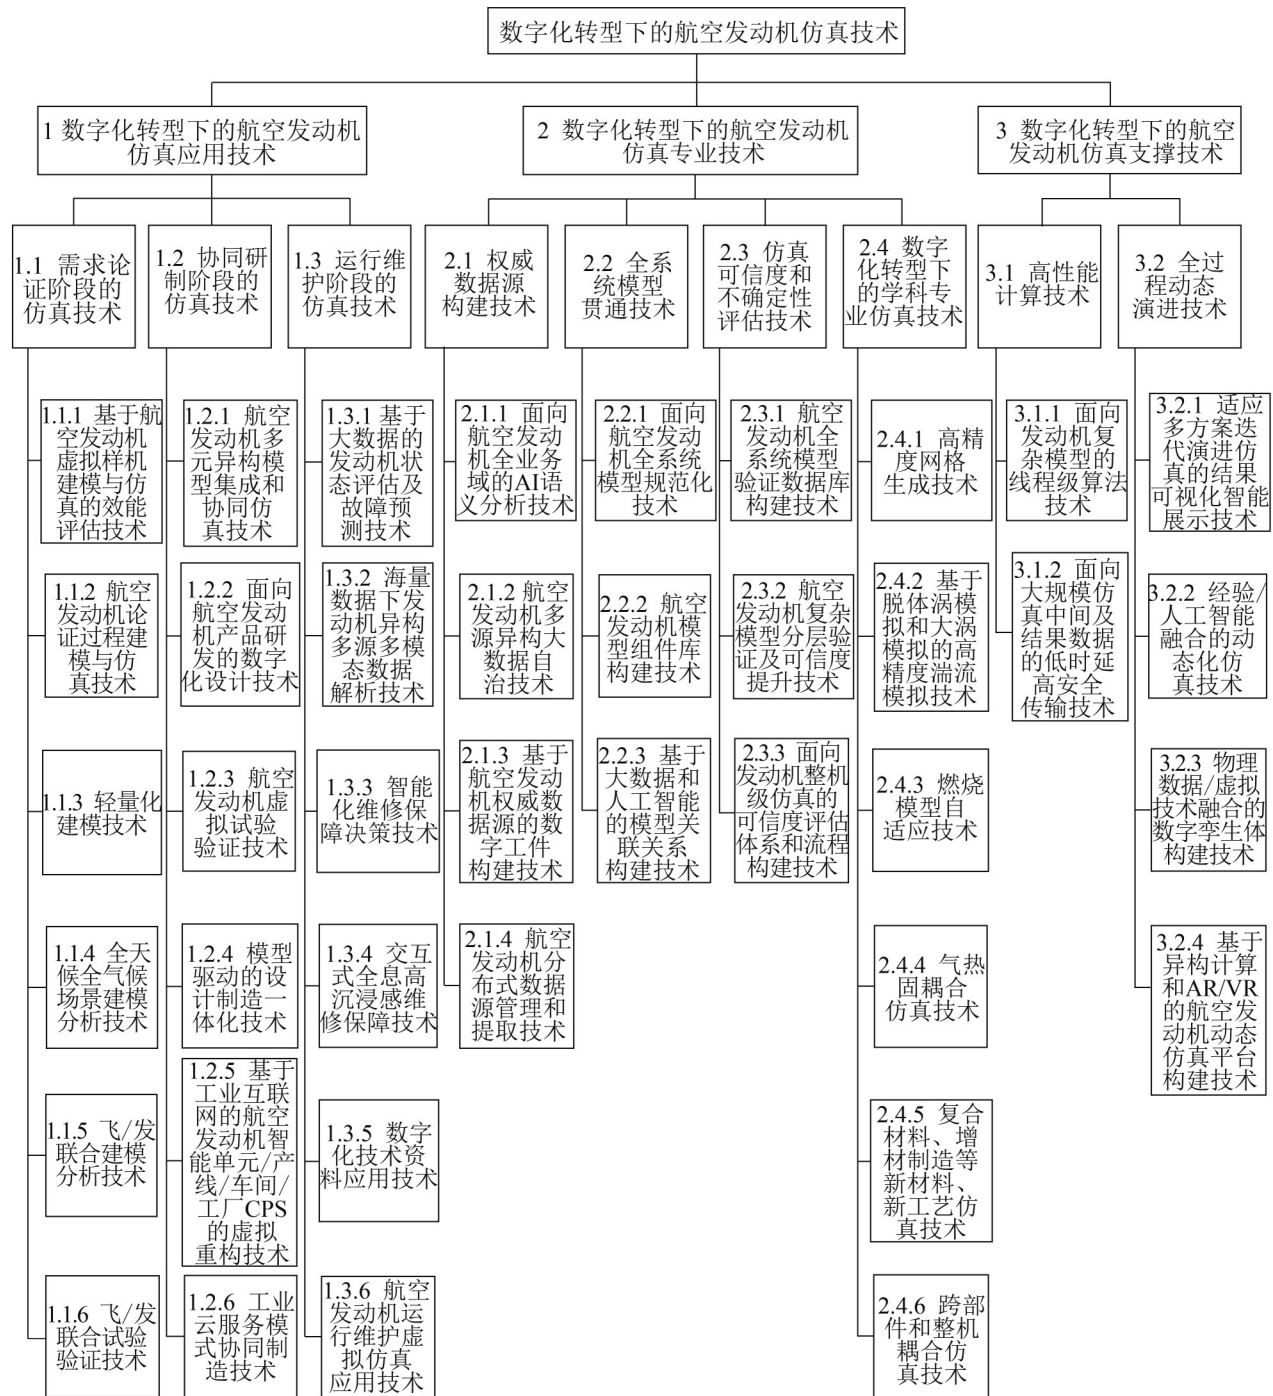 数字化转型下的航空发动机仿真技术
1 数字化转型下的航空发动机
仿真应用技术
2 数字化转型下的航空发动机
仿真专业技术
3 数字化转型下的航空
发动机仿真支撑技术
1.1 需求论
证阶段的
仿真技术
1.2 协同研
制阶段的
仿真技术
1.3 运行维
护阶段的
仿真技术
2.1 权威
数据源
构建技术
2.2 全系
统模型
贯通技术
2.3 仿真
可信度和
不确定性
评估技术
2.4 数字
化转型下
的学科专
业仿真技术
3.1 高性能
计算技术
3.2 全过
程动态
演进技术
1.1.1 基于航
空发动机
虚拟样机
建模与仿
真的效能
评估技术
1.1.2 航空
发动机论
证过程建
模与仿
真技术
1.1.3 轻量化
建模技术
1.1.4 全天
候全气候
场景建模
分析技术
1.1.5 飞/发
联合建模
分析技术
1.1.6 飞/发
联合试验
验证技术
1.2.1 航空
发动机多
元异构模
型集成和
协同仿
真技术
1.2.2 面向
航空发动
机产品研
发的数字
化设计技术
1.2.3 航空
发动机虚
拟试验
验证技术
1.2.4 模型
驱动的设
计制造一
体化技术
1.2.5 基于
工业互联
网的航空
发动机智
能单元/产
线/车间/
工厂CPS
的虚拟
重构技术
1.2.6 工业
云服务模
式协同制
造技术
1.3.1 基于
大数据的
发动机状
态评估及
故障预
测技术
1.3.2 海量
数据下发
动机异构
多源多模
态数据
解析技术
1.3.3 智能
化维修保
障决策技术
1.3.4 交互
式全息高
沉浸感维
修保障技术
1.3.5 数字
化技术资
料应用技术
1.3.6 航空
发动机运
行维护虚
拟仿真
应用技术
2.1.1 面向
航空发动
机全业务
域的AI语
义分析技术
2.1.2 航空
发动机多
源异构大
数据自
治技术
2.1.3 基于
航空发动
机权威数
据源的数
字工件
构建技术
2.1.4 航空
发动机分
布式数据
源管理和
提取技术
2.2.1 面向
航空发动
机全系统
模型规范化
技术
2.2.2 航空
发动机模
型组件库
构建技术
2.2.3 基于
大数据和
人工智能
的模型关
联关系
构建技术
2.3.1 航空
发动机全
系统模型
验证数据库
构建技术
2.3.2 航空
发动机复杂
模型分层验
证及可信度
提升技术
2.3.3 面向
发动机整机
级仿真的
可信度评估
体系和流程
构建技术
2.4.1 高精
度网格
生成技术
2.4.2 基于
脱体涡模
拟和大涡
模拟的高
精度湍流
模拟技术
2.4.3 燃烧
模型自
适应技术
2.4.4 气热
固耦合
仿真技术
2.4.5 复合
材料、增
材制造等
新材料、
新工艺仿
真技术
2.4.6 跨部
件和整机
耦合仿
真技术
3.1.1 面向
发动机复
杂模型的
线程级算法
技术
3.1.2 面向
大规模仿
真中间及
结果数据
的低时延
高安全
传输技术
3.2.1 适应
多方案迭
代演进仿
真的结果
可视化智能
展示技术
3.2.2 经验/
人工智能
融合的动
态化仿
真技术
3.2.3 物理
数据/虚拟
技术融合的
数字孪生体
构建技术
3.2.4 基于
异构计算
和AR/VR
的航空发
动机动态
仿真平台
构建技术